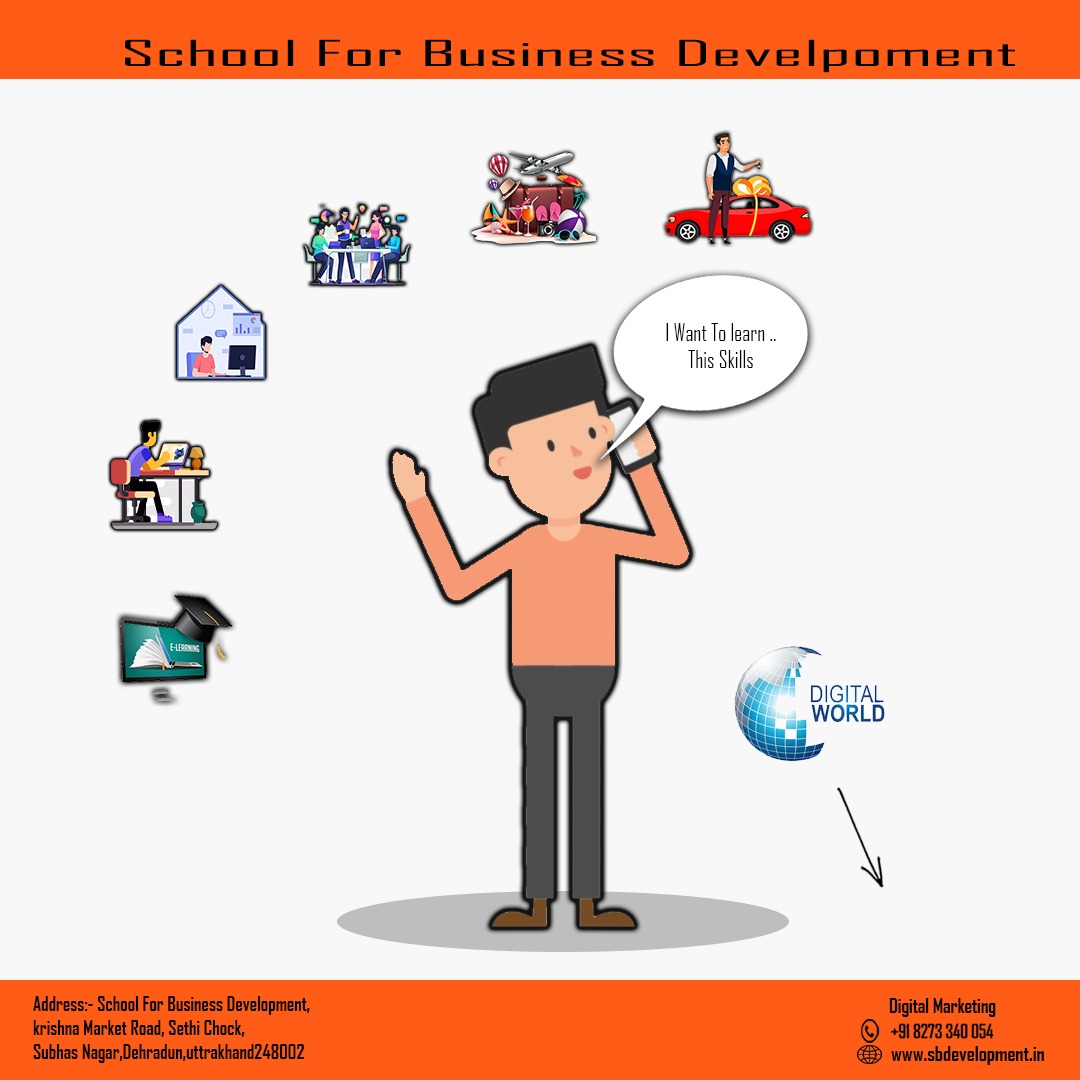 School For Business Develpoment
I Want To learn ..
This Skills
E-LEARNING
DIGITAL
WORLD
Address:- School For Business Development,
krishna Market Road, Sethi Chock,
Subhas Nagar,Dehradun,uttrakhand248002
Digital Marketing
+91 8273 340 054
www.sbdevelopment.in